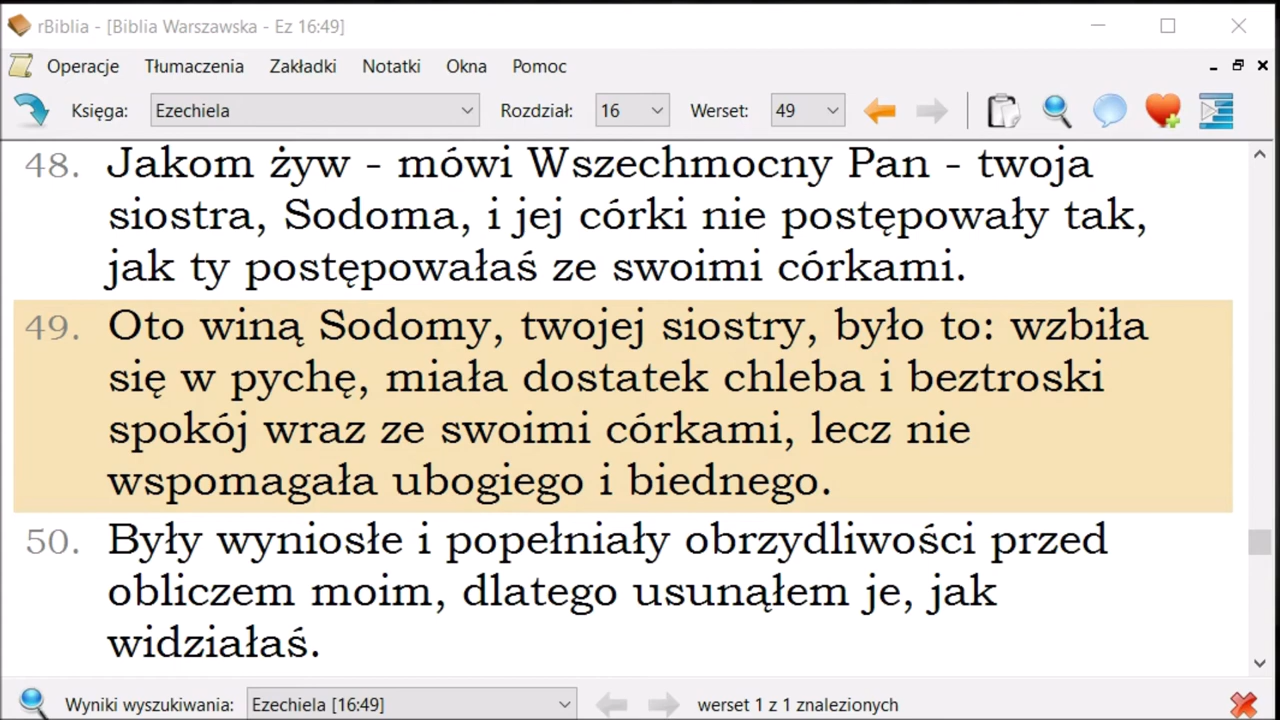 rBiblia - [Biblia Warszawska - Ez 16:49]
Operacje Tłumaczenia Zakładki Notatki Okna Pomoc
Księga: Ezechiela Rozdział: 16 Werset: 49
48. Jakom żyw - mówi Wszechmocny Pan - twoja
siostra, Sodoma, i jej córki nie postępowały tak,
jak ty postępowałaś ze swoimi córkami.
49. Oto winą Sodomy, twojej siostry, było to: wzbiła
się w pychę, miała dostatek chleba i beztroski
spokój wraz ze swoimi córkami, lecz nie
wspomagała ubogiego i biednego.
50. Były wyniosłe i popełniały obrzydliwości przed
obliczem moim, dlatego usunąłem je, jak
widziałaś.
Wyniki wyszukiwania: Ezechiela [16:49] werset 1 z 1 znalezionych